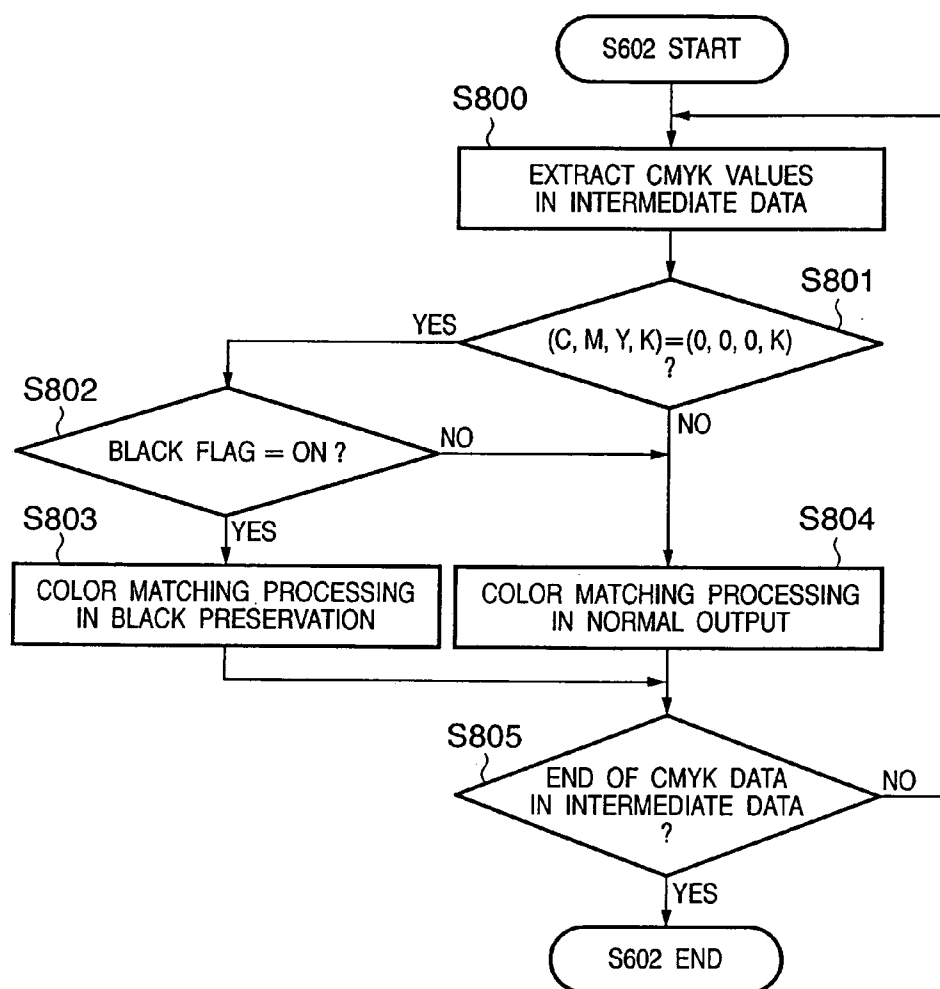 S602 START
S800
EXTRACT CMYK VALUES
IN INTERMEDIATE DATA
S801
(C, M, Y, K)=(0, 0, 0, K)
?
YES
NO
S802
BLACK FLAG = ON ?
NO
YES
S803
COLOR MATCHING PROCESSING
IN BLACK PRESERVATION
S804
COLOR MATCHING PROCESSING
IN NORMAL OUTPUT
S805
END OF CMYK DATA
IN INTERMEDIATE DATA
?
NO
YES
S602 END